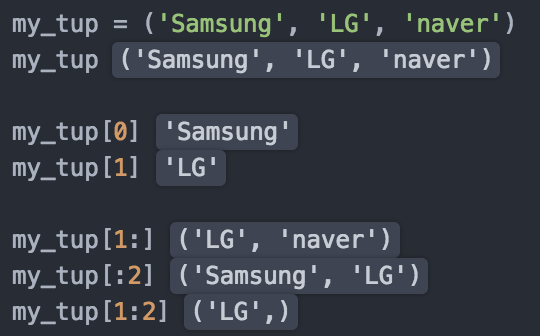 my_tup = ('Samsung', 'LG', 'naver')
my_tup ('Samsung', 'LG', 'naver')
my_tup[0] 'Samsung'
my_tup[1] 'LG'
my_tup[1:] ('LG', 'naver')
my_tup[:2] ('Samsung', 'LG')
my_tup[1:2] ('LG',)